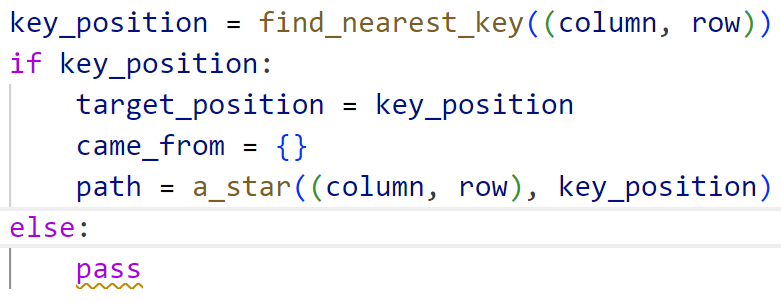 key_position = find_nearest_key((column, row))
if key_position:
    target_position = key_position
    came_from = {}
    path = a_star((column, row), key_position)
else:
    pass